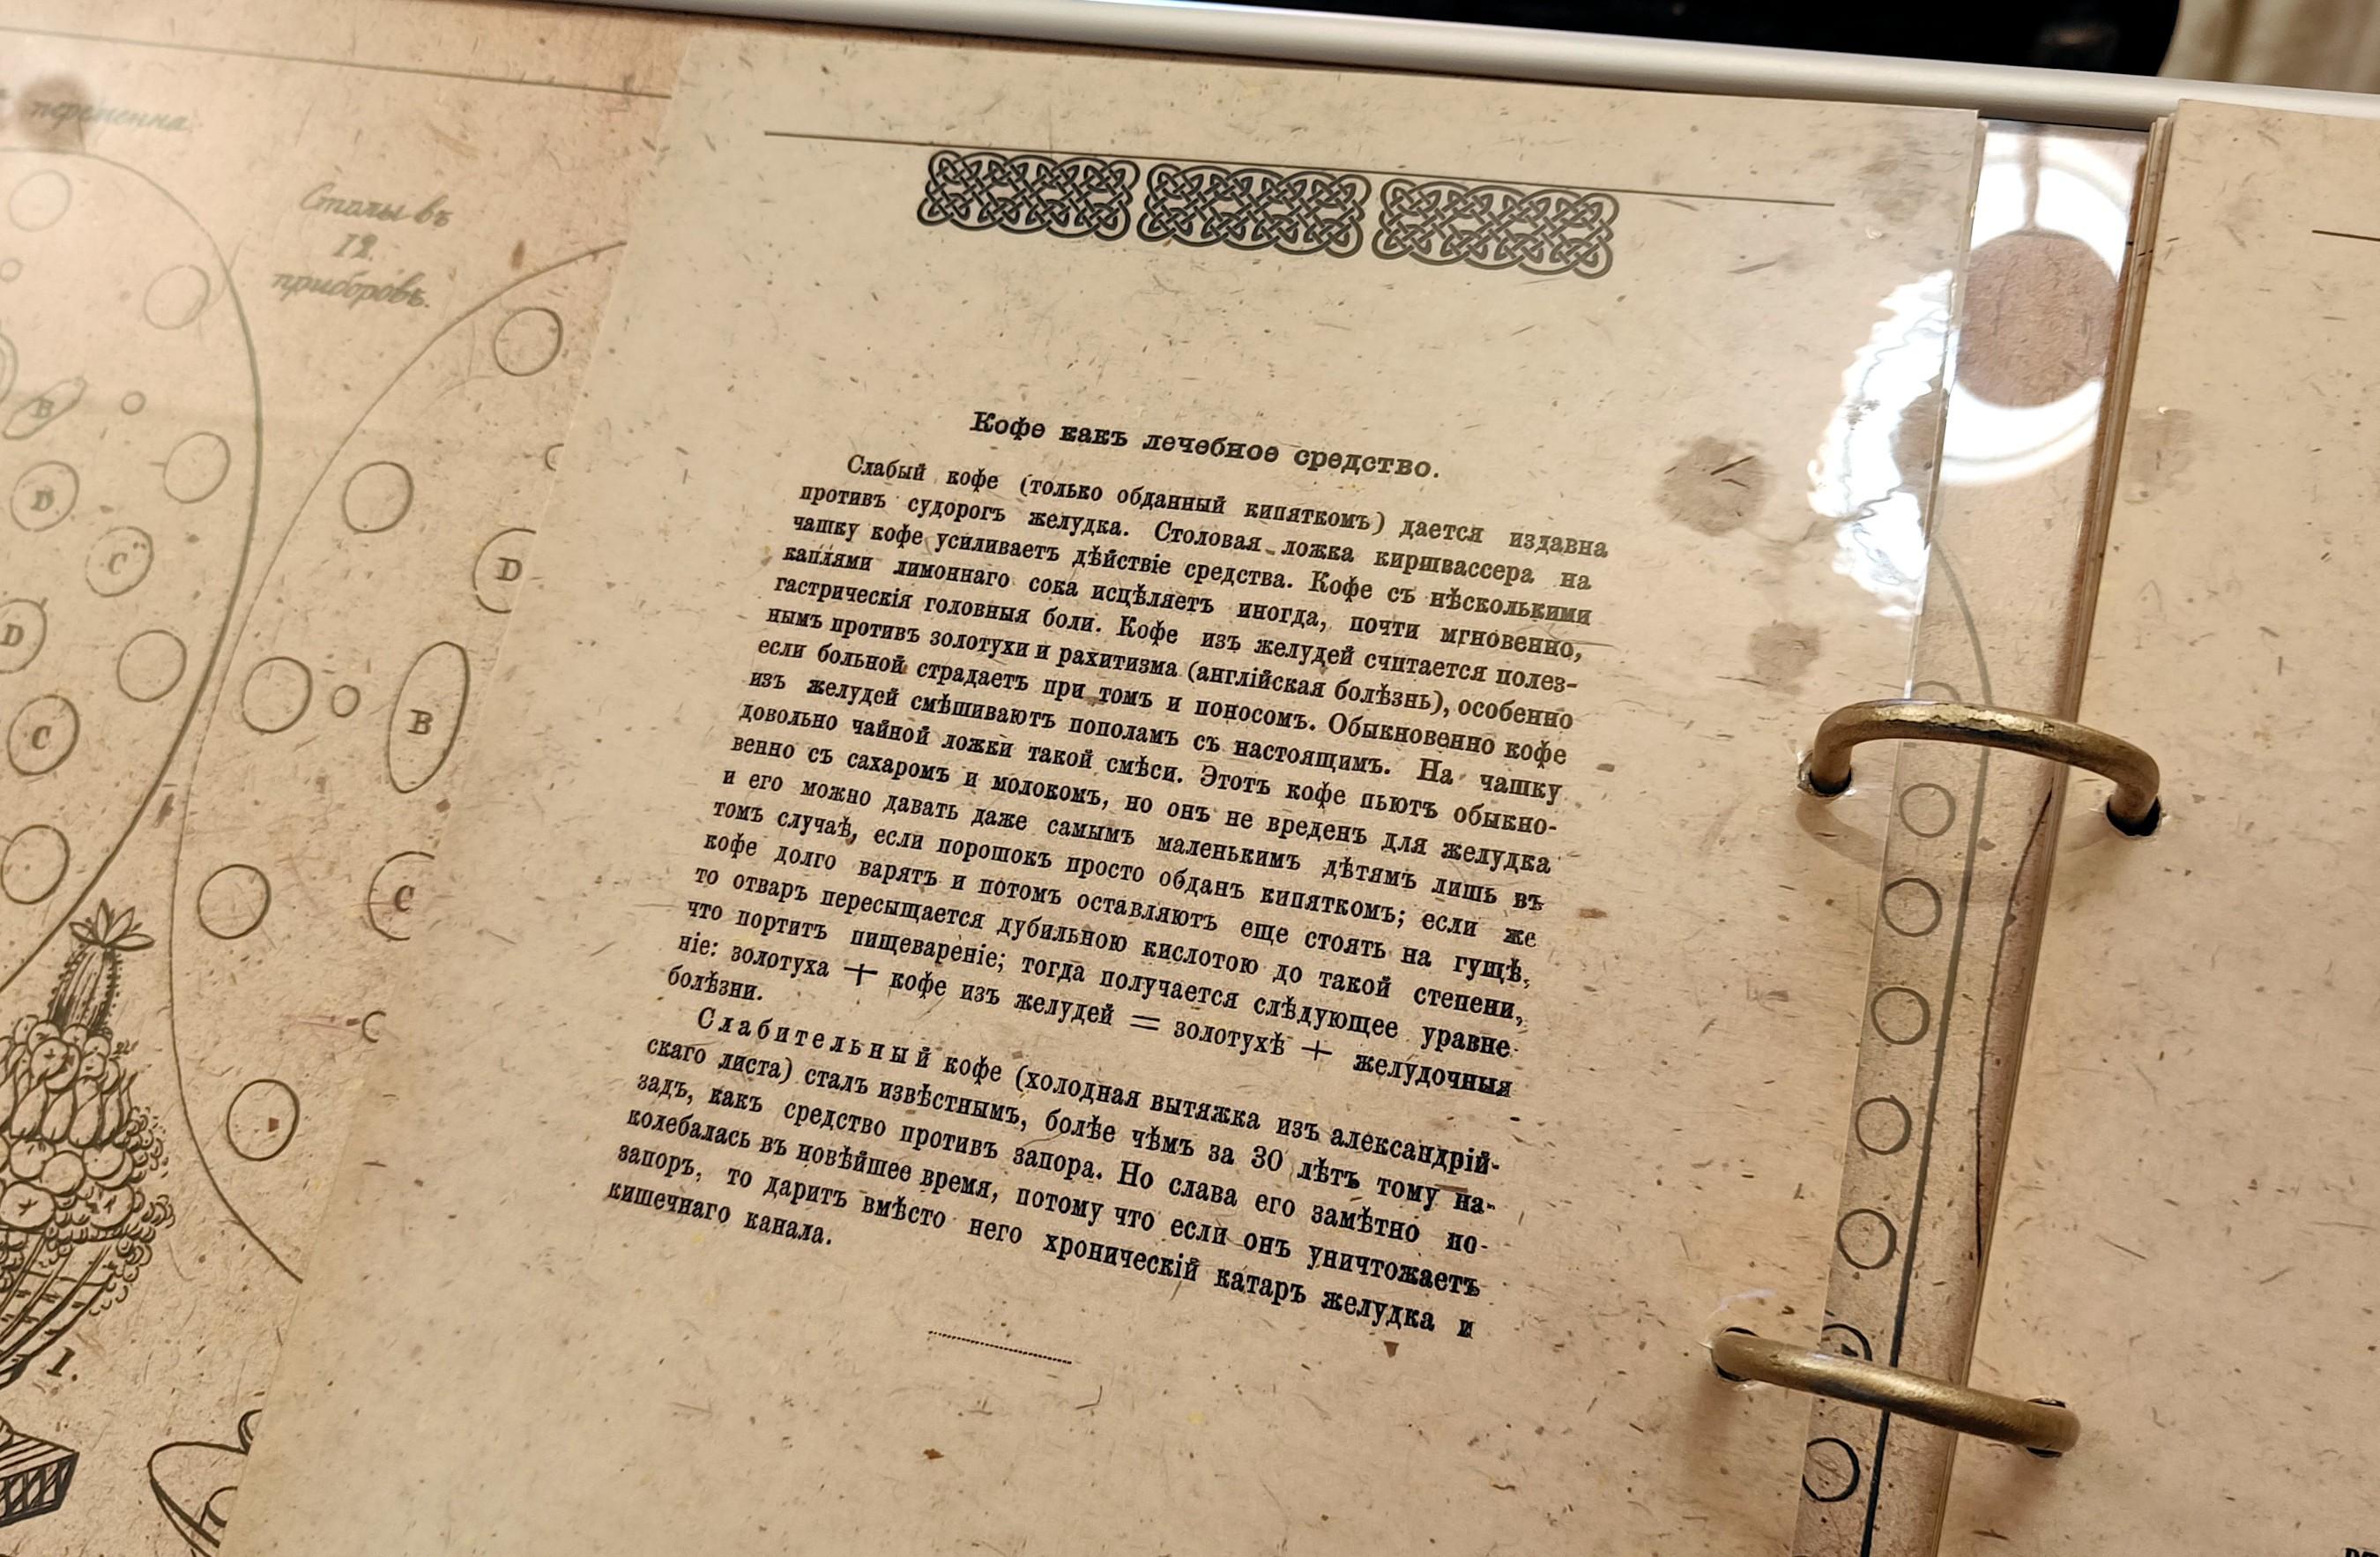 переменна
Столы въ
12.
приборовъ.
B
D
C
D
C
D
B
C
C
1.
Кофе какъ лечебное средство.
Слабый кофе (только обданный кипяткомъ) дается издавна
противъ судорогъ желудка. Столовая ложка киршвассера на
чашку кофе усиливаетъ дѣйствіе средства. Кофе съ нѣсколькими
каплями лимоннаго сока исцѣляетъ иногда, почти мгновенно,
гастрическія головныя боли. Кофе изъ желудей считается полез-
нымъ противъ золотухи и рахитизма (англійская болѣзнь), особенно
если больной страдаетъ при томъ и поносомъ. Обыкновенно кофе
изъ желудей смѣшиваютъ пополамъ съ настоящимъ. На чашку
довольно чайной ложки такой смѣси. Этотъ кофе пьютъ обыкно-
венно съ сахаромъ и молокомъ, но онъ не вреденъ для желудка
и его можно давать даже самымъ маленькимъ дѣтямъ лишь въ
томъ случаѣ, если порошокъ просто обданъ кипяткомъ; если же
кофе долго варятъ и потомъ оставляютъ еще стоять на гущѣ,
то отваръ пересыщается дубильною кислотою до такой степени,
что портитъ пищевареніе; тогда получается слѣдующее уравне-
ніе: золотуха + кофе изъ желудей = золотухѣ + желудочныя
болѣзни.
Слабительный кофе (холодная вытяжка изъ александрій-
скаго листа) сталъ извѣстнымъ, болѣе чѣмъ за 30 лѣтъ тому на-
задъ, какъ средство противъ запора. Но слава его замѣтно по-
колебалась въ новѣйшее время, потому что если онъ уничтожаетъ
запоръ, то даритъ вмѣсто него хроническій катаръ желудка и
кишечнаго канала.